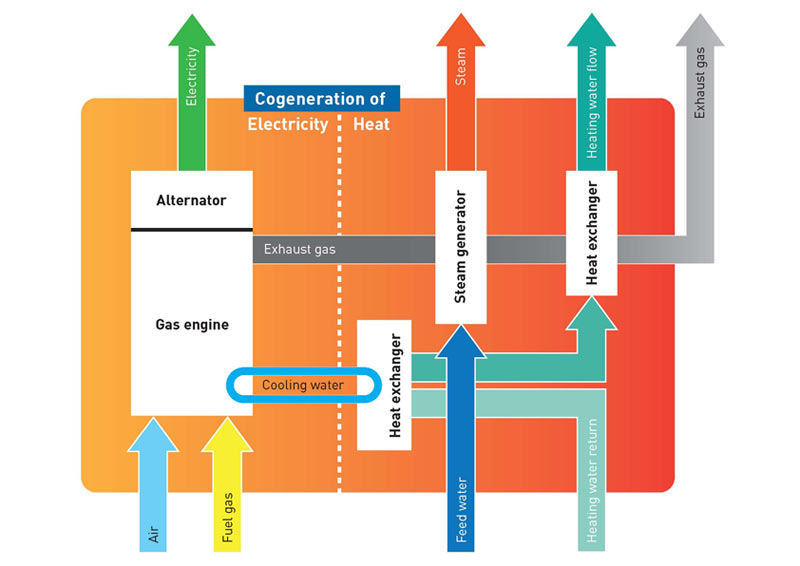 Electricity
Steam
Heating water flow
Exhaust gas
Cogeneration of
Electricity
Heat
Alternator
Exhaust gas
Steam generator
Heat exchanger
Gas engine
Cooling water
Heat exchanger
Air
Fuel gas
Feed water
Heating water return